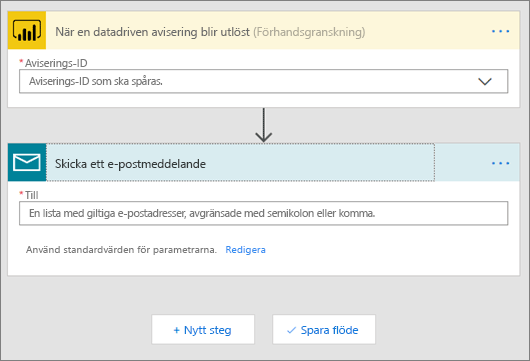 När en datadriven avisering blir utlöst (Förhandsgranskning)
* Aviserings-ID
Aviserings-ID som ska spåras.
Skicka ett e-postmeddelande
* Till
En lista med giltiga e-postadresser, avgränsade med semikolon eller komma.
Använd standardvärden för parametrarna. Redigera
+ Nytt steg
Spara flöde